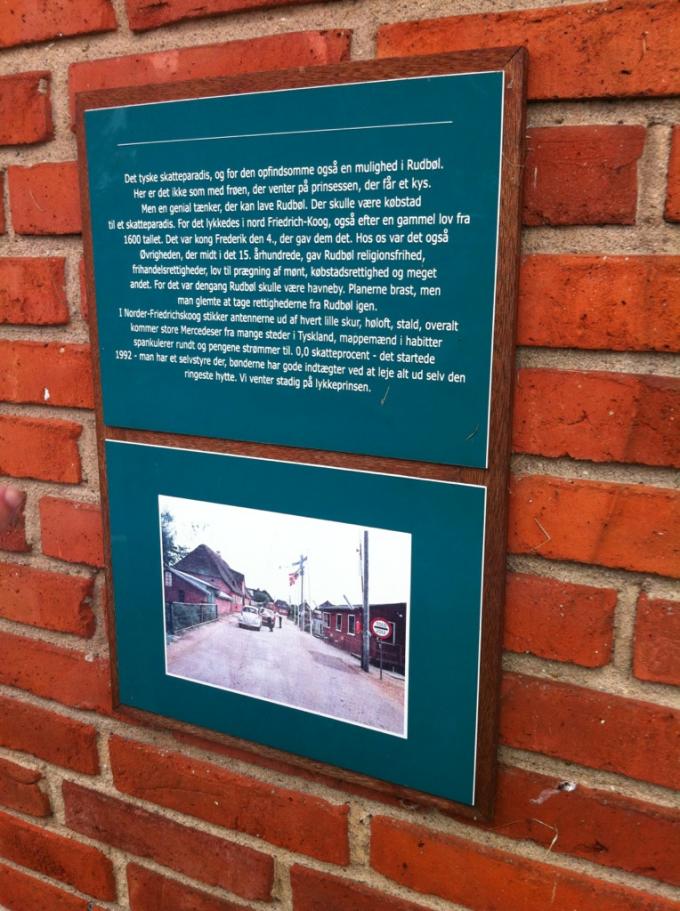 Det tyske skatteparadis, og for den opfindsomme også en mulighed i Rudbøl.
Her er det ikke som med frøen, der venter på prinsessen, der får et kys.
Men en genial tænker, der kan lave Rudbøl. Der skulle være købstad
til et skatteparadis. For det lykkedes i nord Friedrich-Koog, også efter en gammel lov fra
1600 tallet. Det var kong Frederik den 4., der gav dem det. Hos os var det også
Øvrigheden, der midt i det 15. århundrede, gav Rudbøl religionsfrihed,
frihandelsrettigheder, lov til prægning af mønt, købstadsrettighed og meget
andet. For det var dengang Rudbøl skulle være havneby. Planerne brast, men
man glemte at tage rettighederne fra Rudbøl igen.
I Norder-Friedrichskoog stikker antennerne ud af hvert lille skur, høloft, stald, overalt
kommer store Mercedeser fra mange steder i Tyskland, mappemænd i habitter
spankulerer rundt og pengene strømmer til. 0,0 skatteprocent - det startede
1992 - man har et selvstyre der, bønderne har gode indtægter ved at leje alt ud selv den
ringeste hytte. Vi venter stadig på lykkeprinsen.